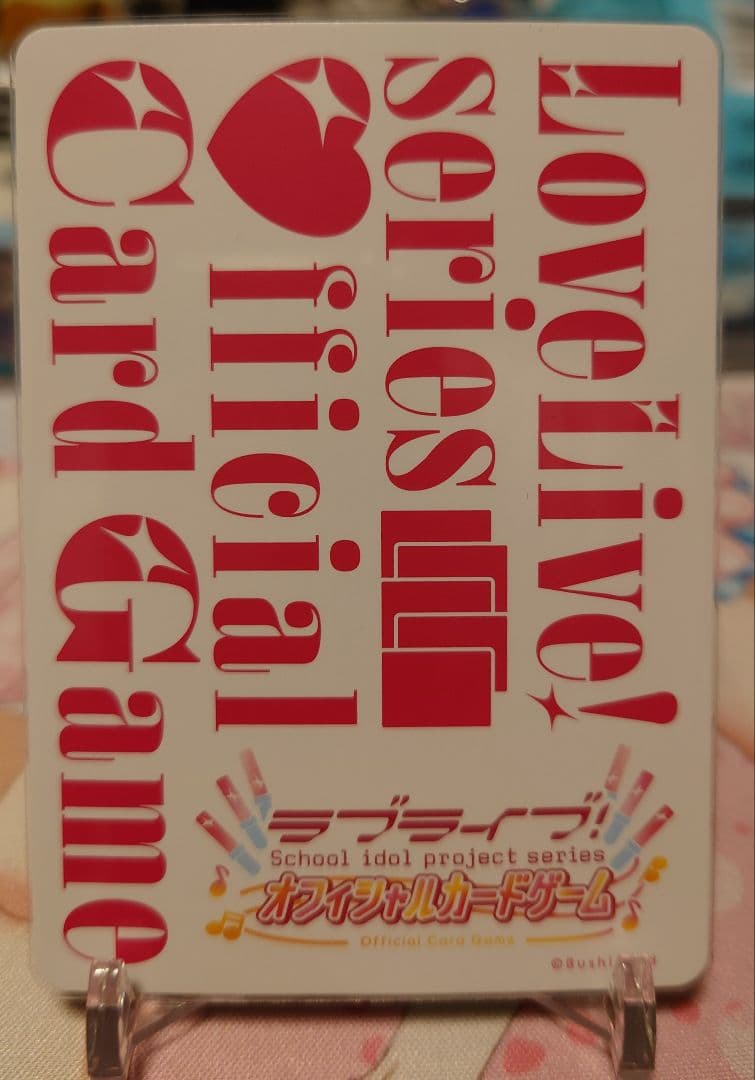 LoveLive!
series
♥fficial
Card Game
ラブライブ!
School idol project series
オフィシャルカードゲーム
Official Card Game